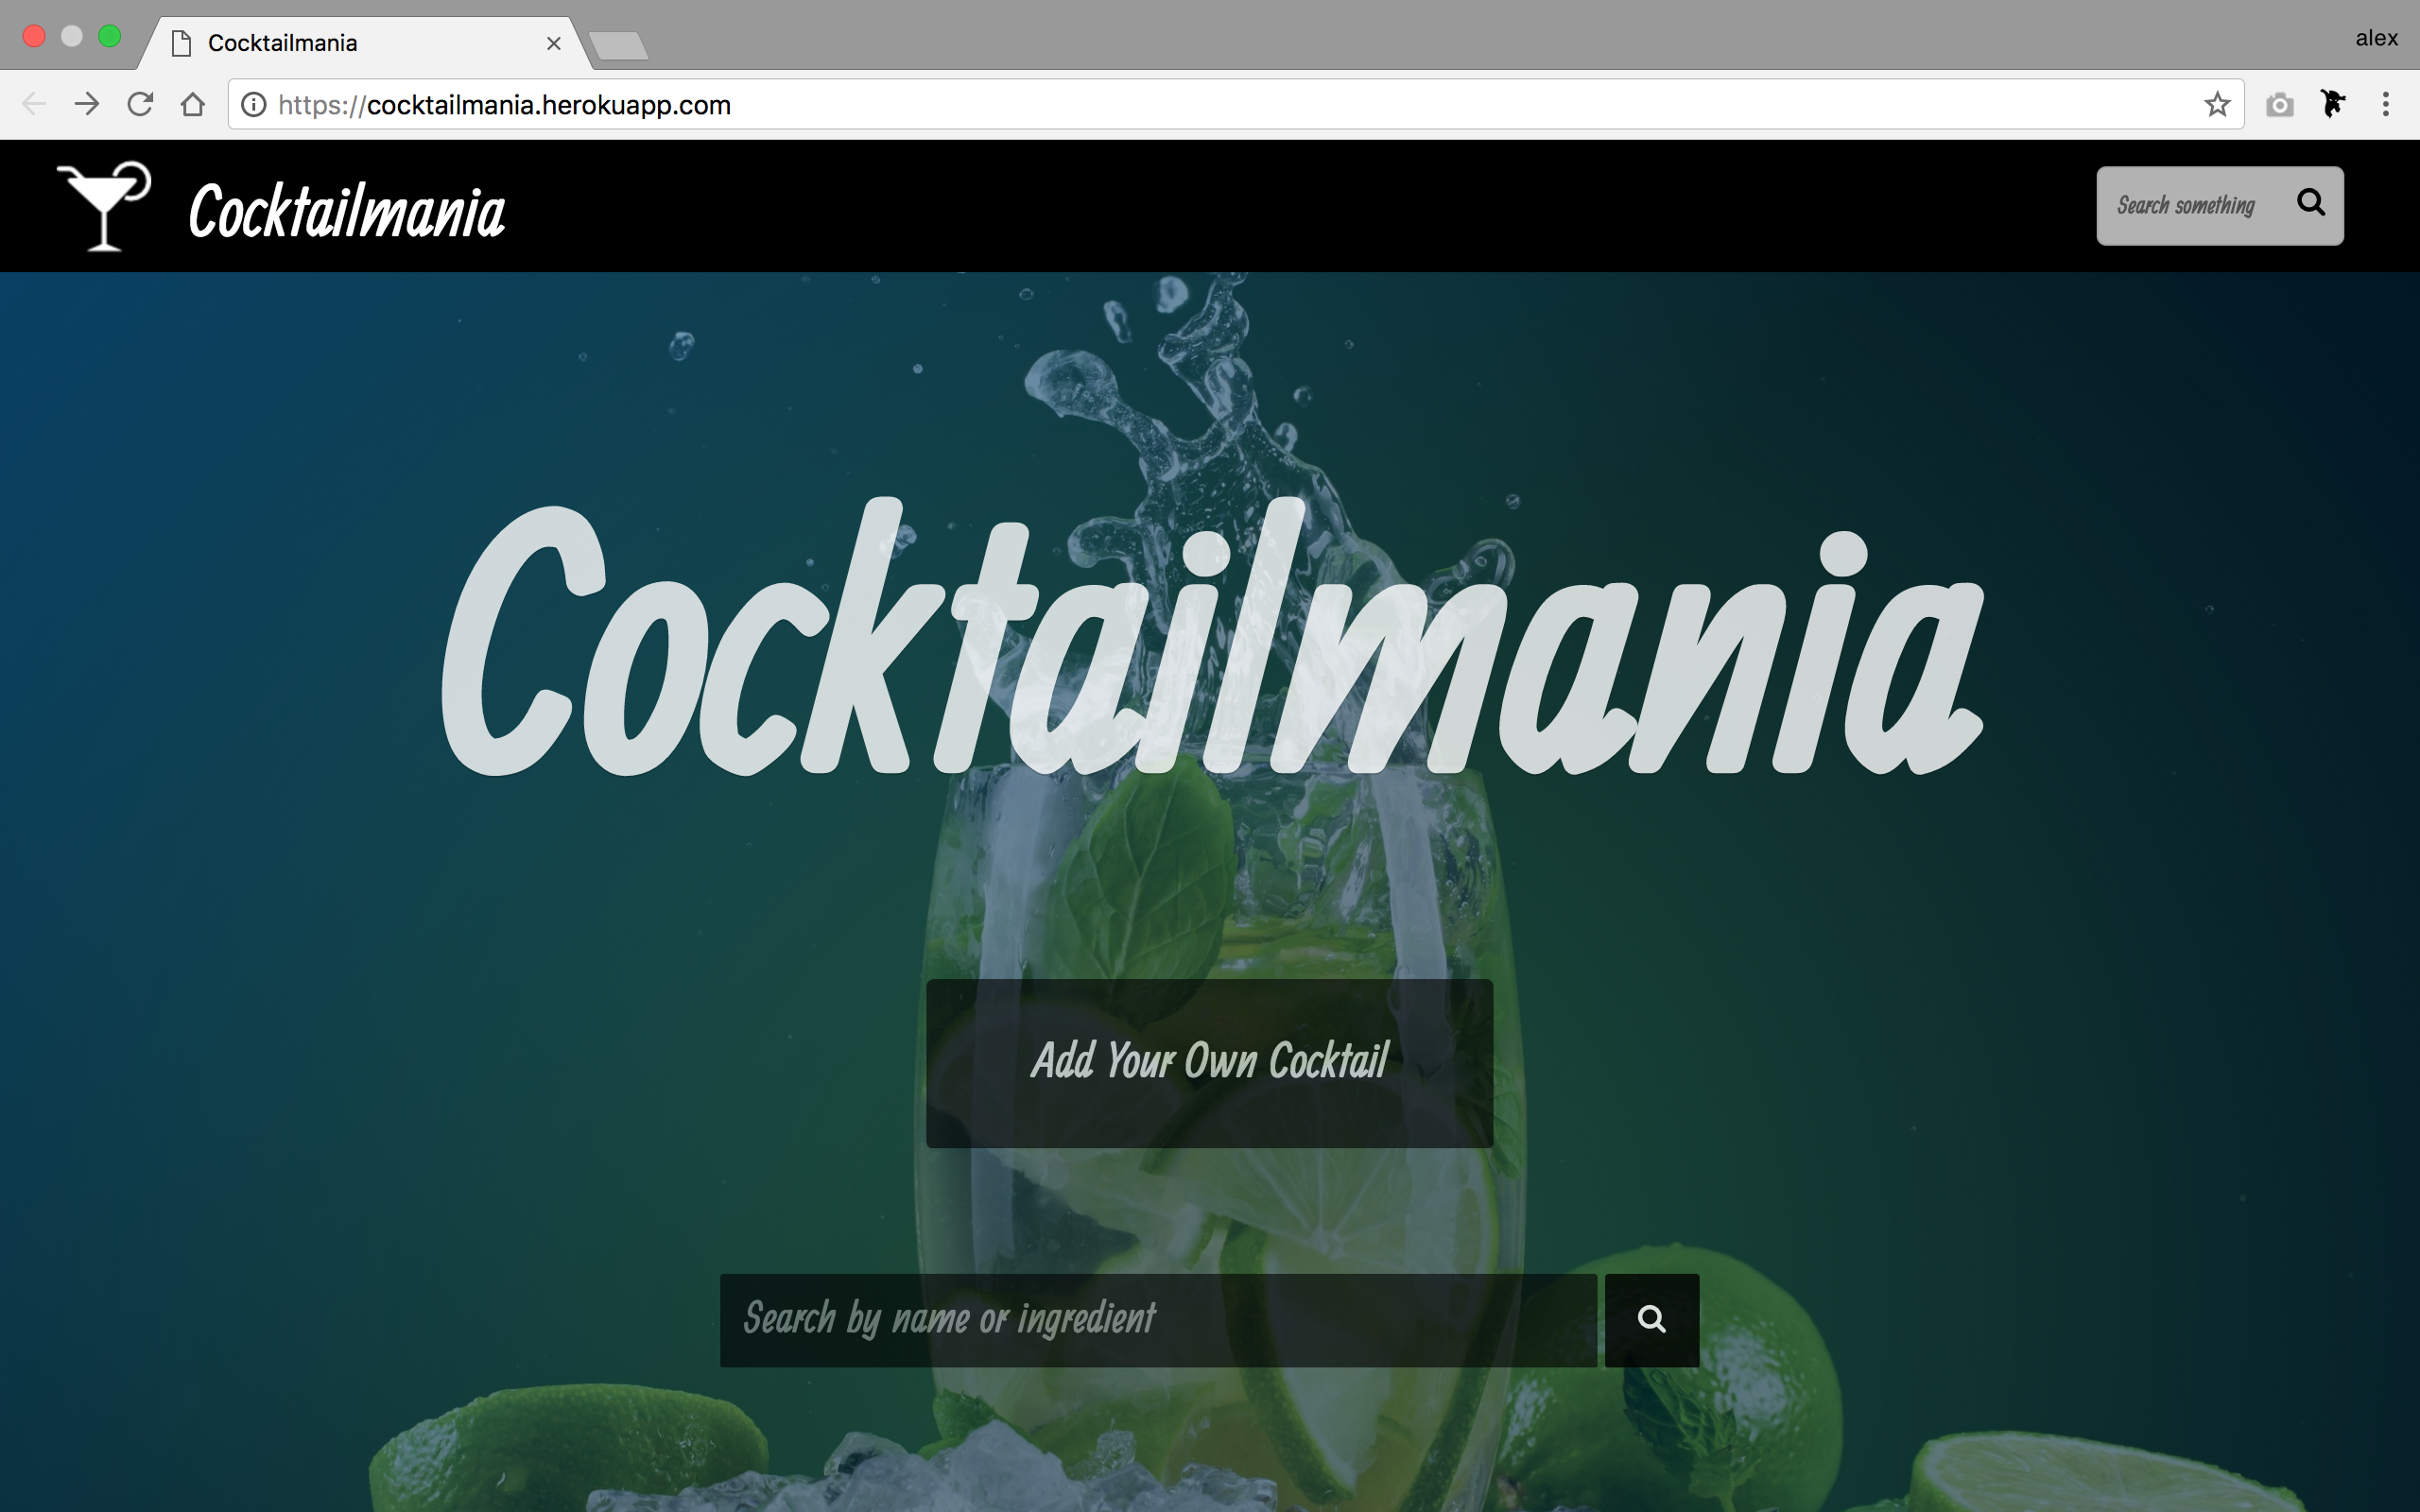 Cocktailmania
alex
https://cocktailmania.herokuapp.com
Cocktailmania
Search something
Cocktailmania
Add Your Own Cocktail
Search by name or ingredient